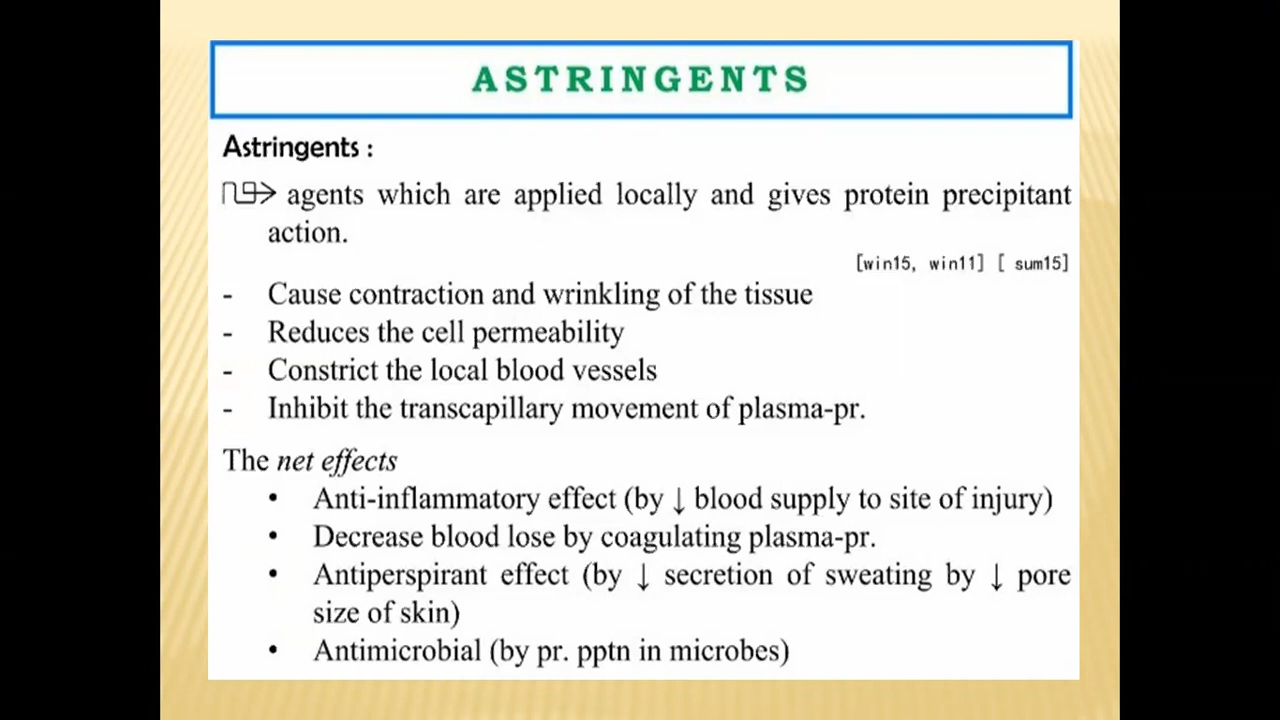 ASTRINGENTS
Astringents :
agents which are applied locally and gives protein precipitant
action.
[win15, win11] [ sum15]
- Cause contraction and wrinkling of the tissue
- Reduces the cell permeability
- Constrict the local blood vessels
- Inhibit the transcapillary movement of plasma-pr.
The net effects
• Anti-inflammatory effect (by ↓ blood supply to site of injury)
• Decrease blood lose by coagulating plasma-pr.
• Antiperspirant effect (by ↓ secretion of sweating by ↓ pore
size of skin)
• Antimicrobial (by pr. pptn in microbes)